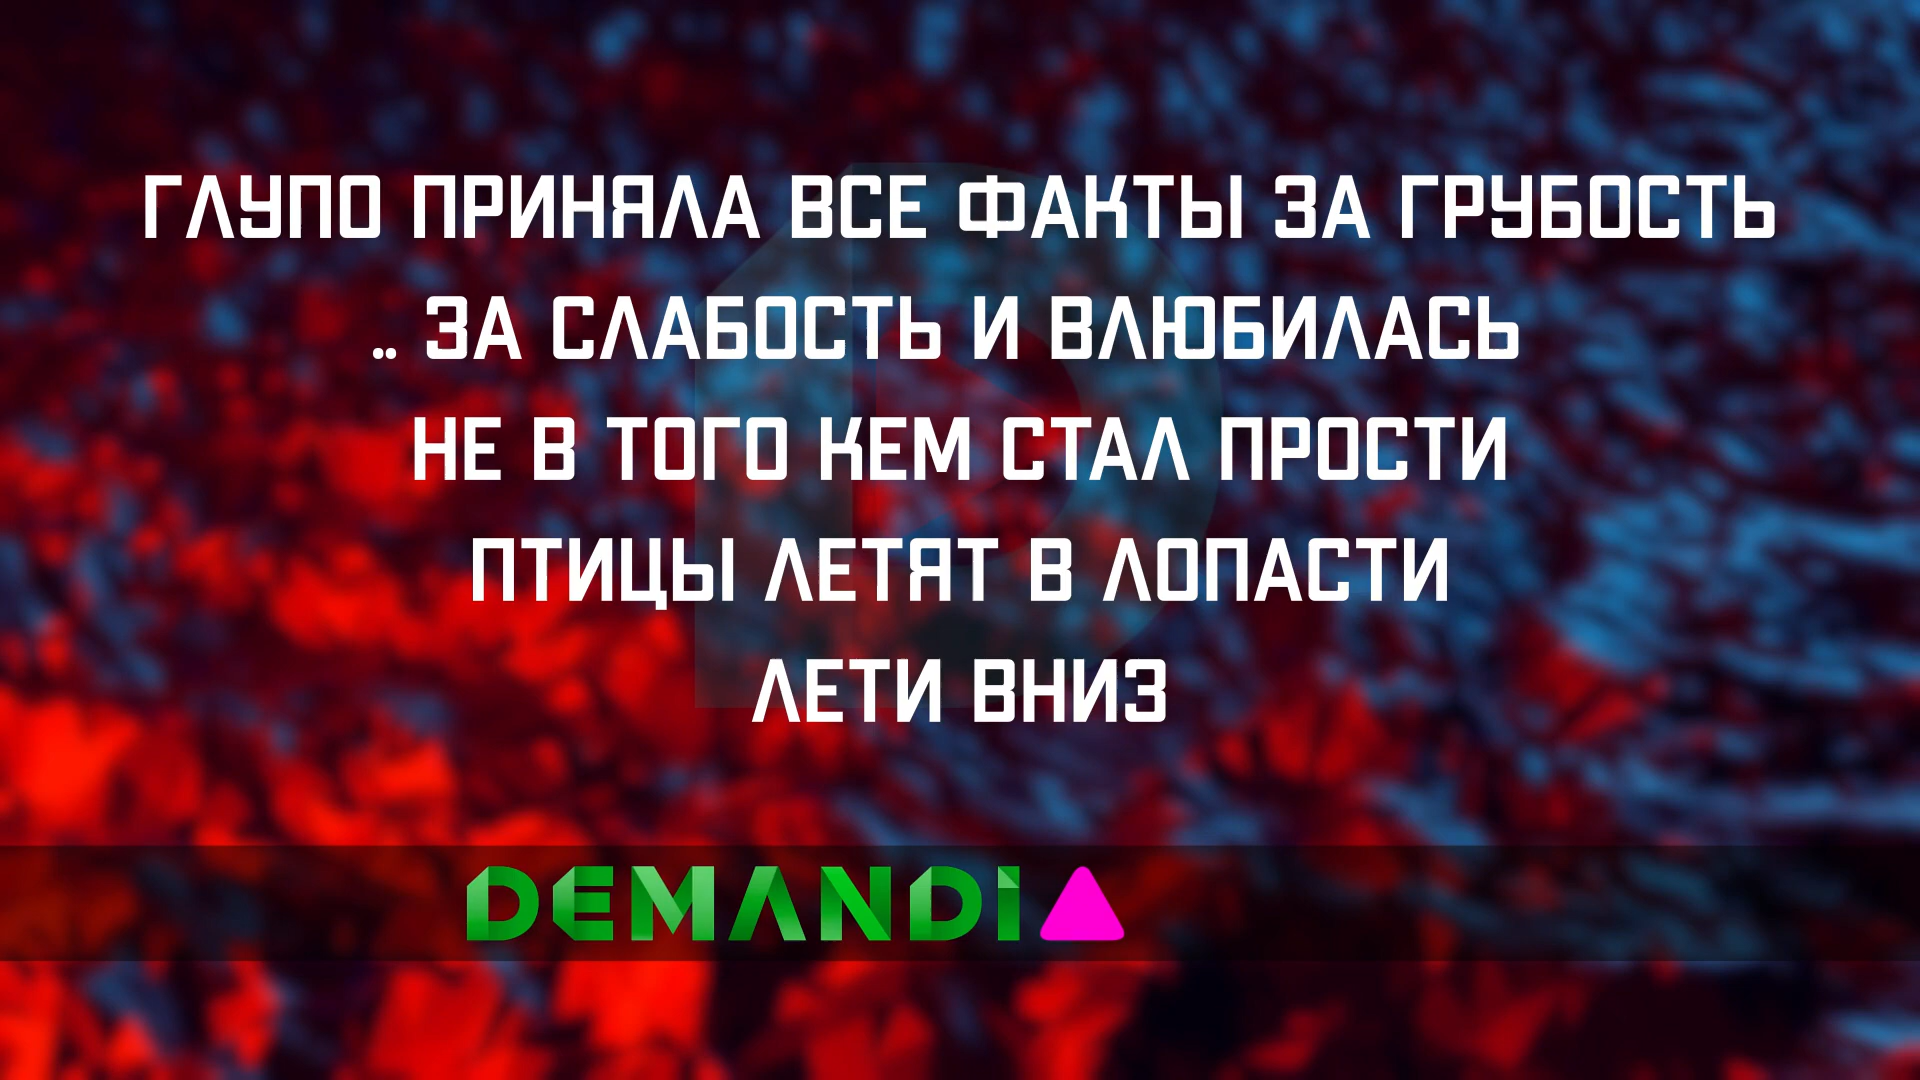 ГЛУПО ПРИНЯЛА ВСЕ ФАКТЫ ЗА ГРУБОСТЬ
.. ЗА СЛАБОСТЬ И ВЛЮБИЛАСЬ
НЕ В ТОГО КЕМ СТАЛ ПРОСТИ
ПТИЦЫ ЛЕТЯТ В ЛОПАСТИ
ЛЕТИ ВНИЗ
DEMANDI